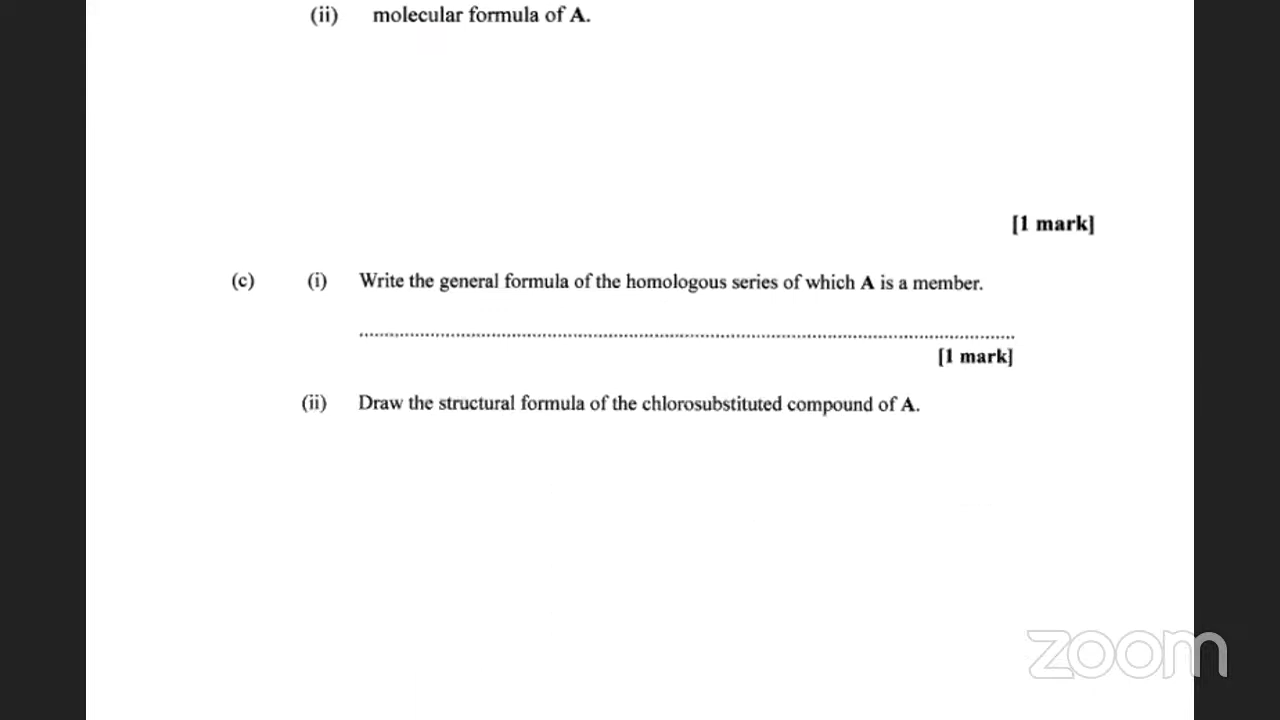 (ii) molecular formula of A.
[1 mark]
(c) (i) Write the general formula of the homologous series of which A is a member.
[1 mark]
(ii) Draw the structural formula of the chlorosubstituted compound of A.
zoom